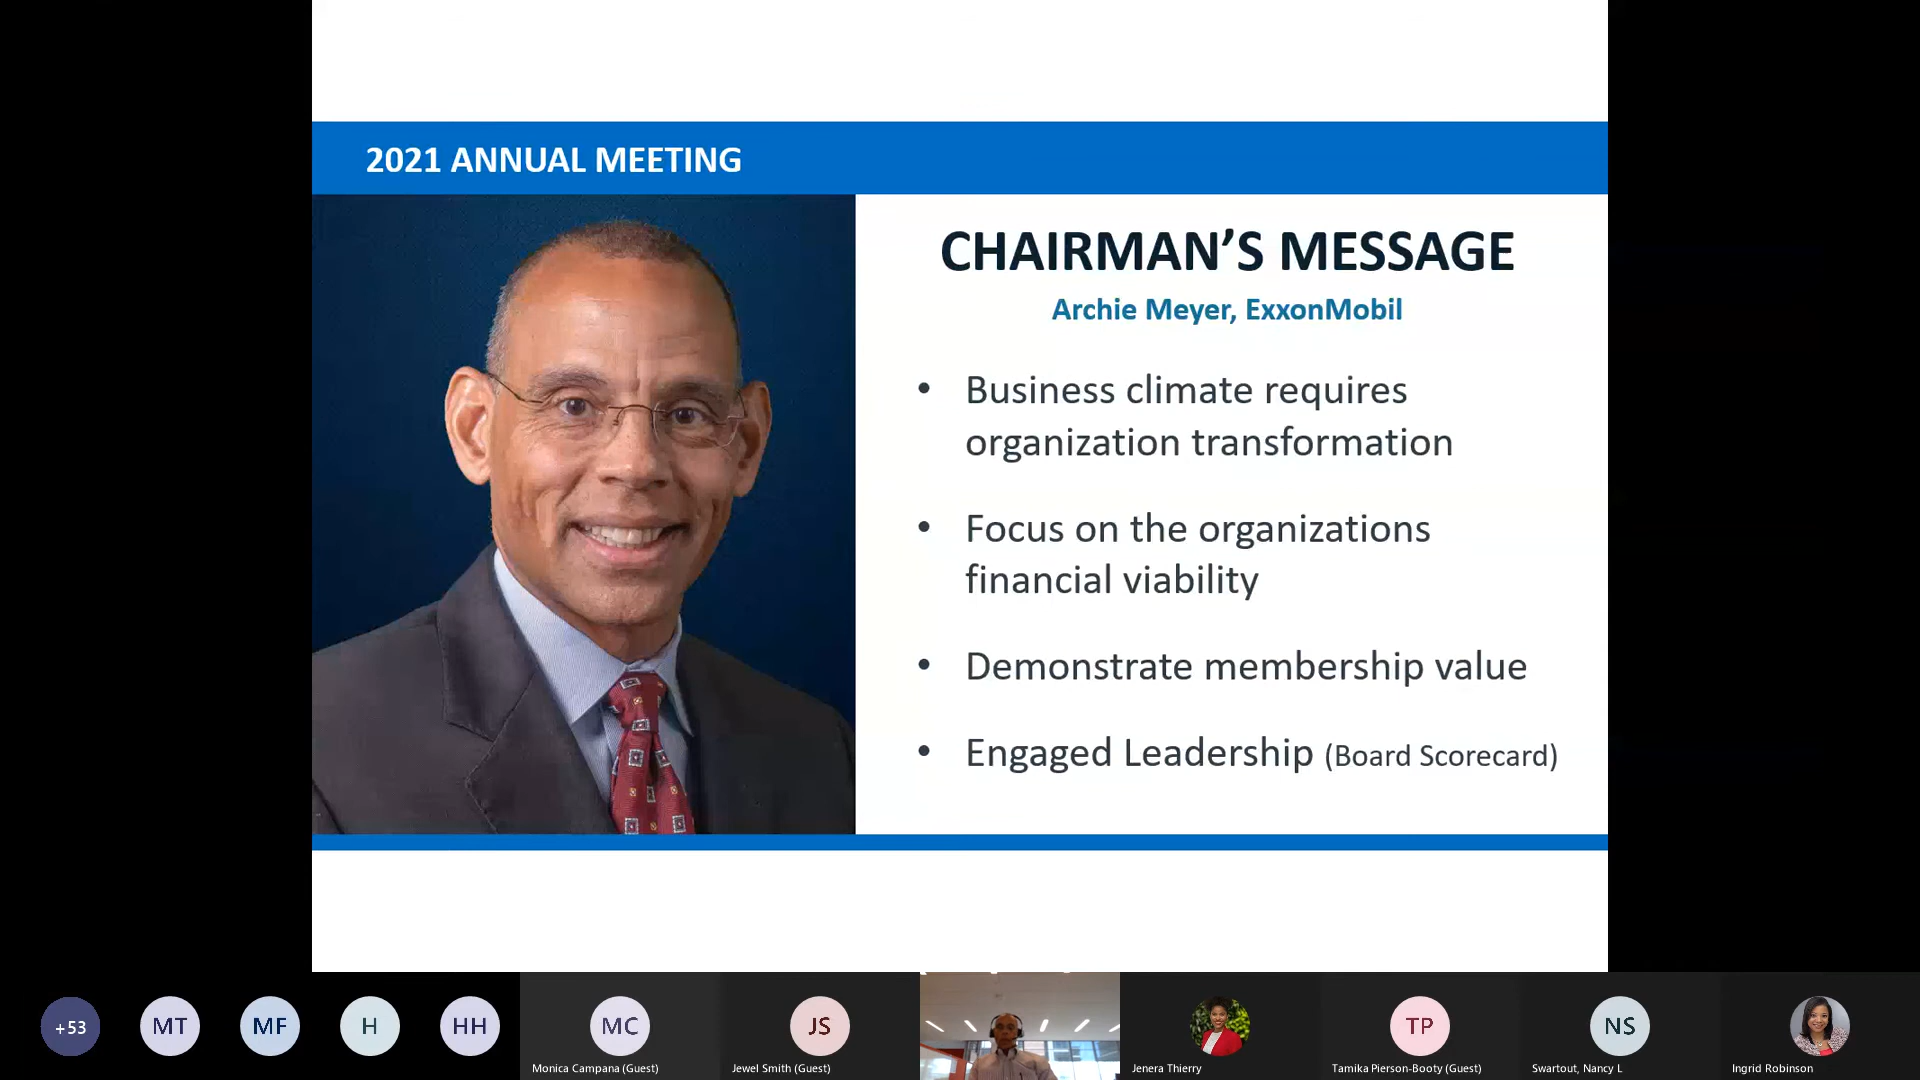 2021 ANNUAL MEETING
CHAIRMAN’S MESSAGE
Archie Meyer, ExxonMobil
• Business climate requires
organization transformation
• Focus on the organizations
financial viability
• Demonstrate membership value
• Engaged Leadership (Board Scorecard)
+53
MT
MF
H
HH
MC
Monica Campana (Guest)
JS
Jewel Smith (Guest)
Jenera Thierry
TP
Tamika Pierson-Booty (Guest)
NS
Swartout, Nancy L
Ingrid Robinson